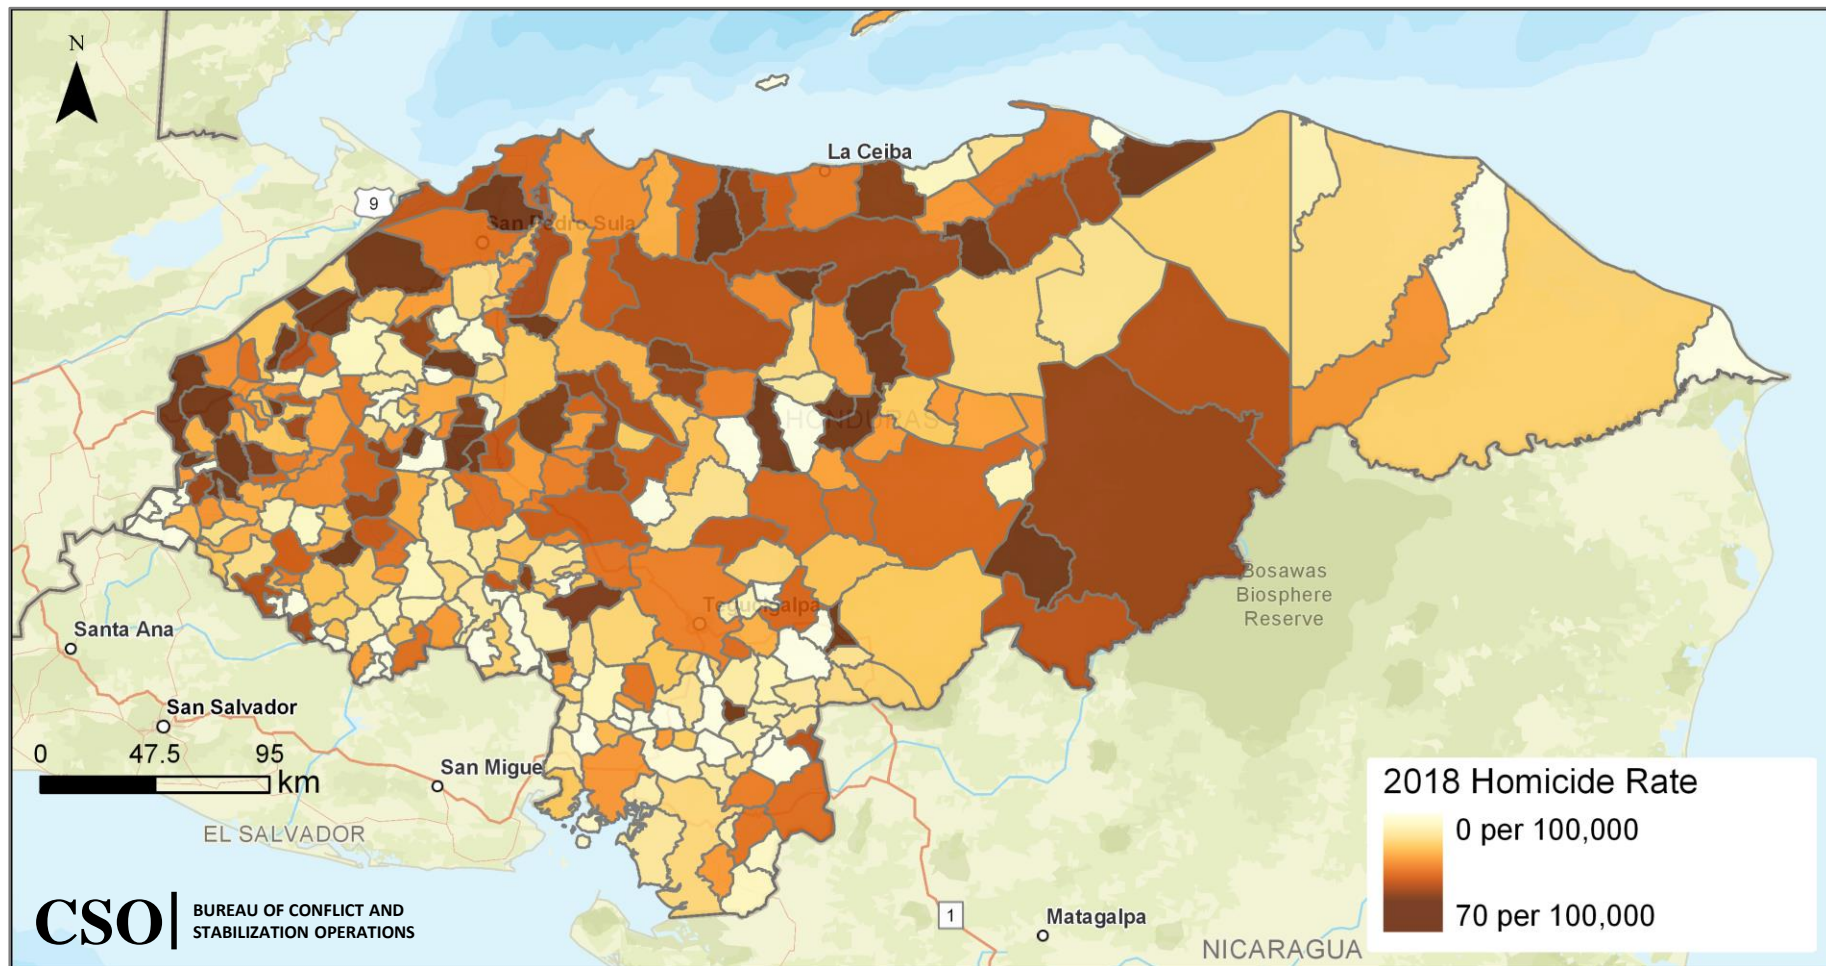 N
La Ceiba
9
San Pedro Sula
HONDURAS
Bosawas
Biosphere
Reserve
Tegucigalpa
Santa Ana
San Salvador
0 47.5 95
km
San Migue
EL SALVADOR
2018 Homicide Rate
0 per 100,000
70 per 100,000
CSO
BUREAU OF CONFLICT AND
STABILIZATION OPERATIONS
1
Matagalpa
NICARAGUA